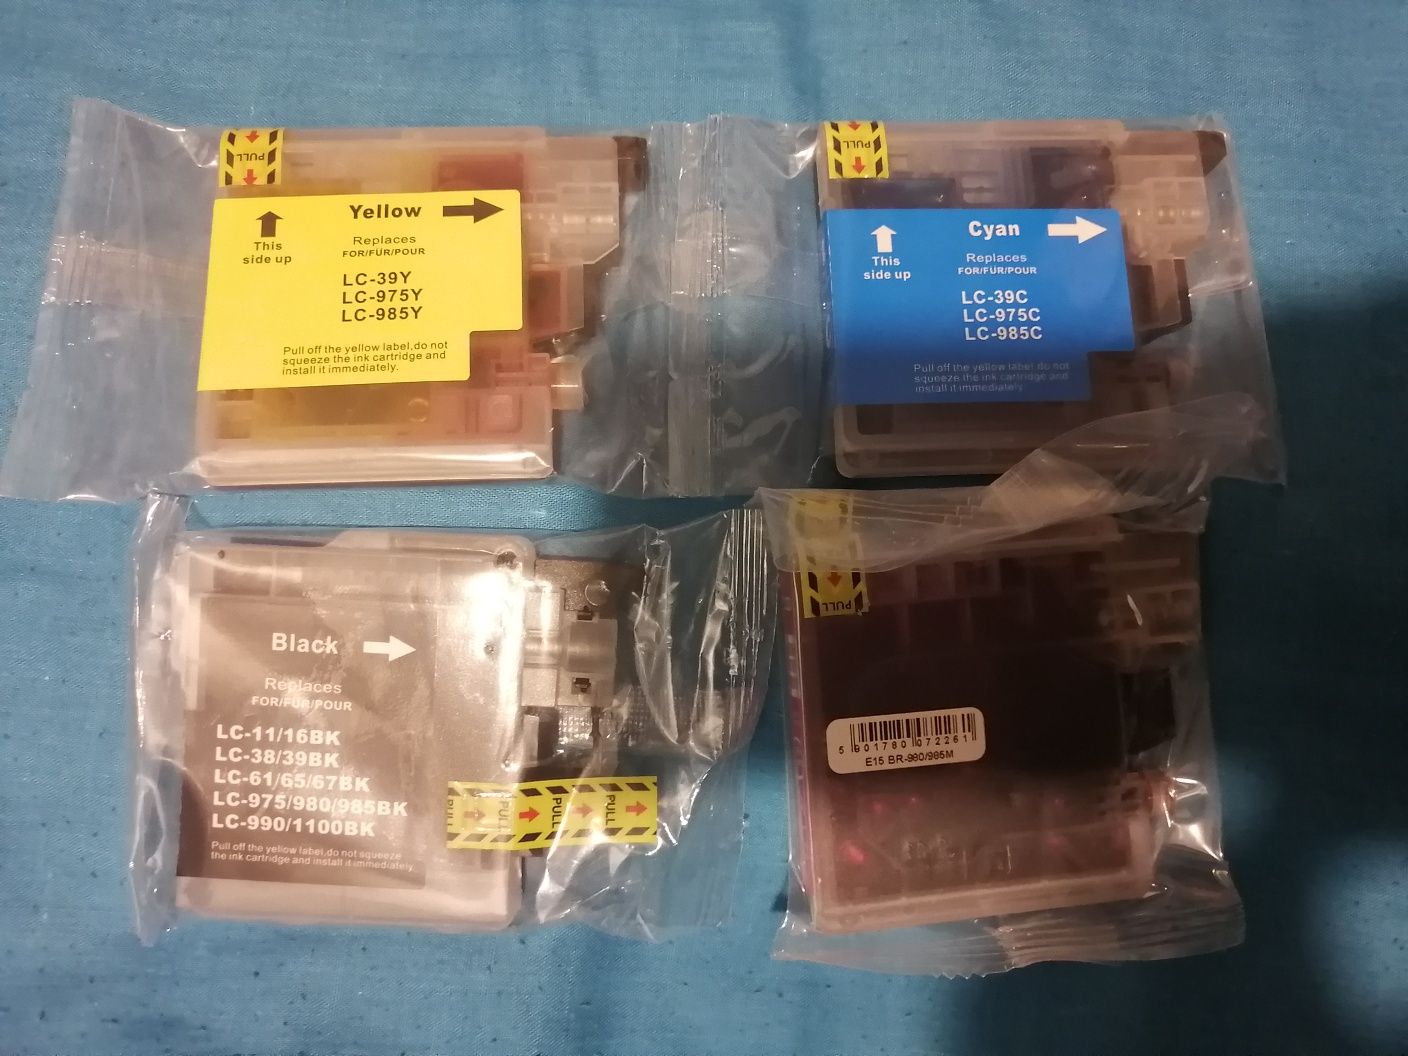 PULL
Yellow
This
side up
Replaces
FOR/FÜR/POUR
LC-39Y
LC-975Y
LC-985Y
Pull off the yellow label,do not
squeeze the ink cartridge and
install it immediately.
PULL
Cyan
This
side up
Replaces
FOR/FÜR/POUR
LC-39C
LC-975C
LC-985C
Pull off the yellow label do not
squeeze the ink cartridge and
install it immediately
Black
Replaces
FOR/FÜR/POUR
LC-11/16BK
LC-38/39BK
LC-61/65/67BK
LC-975/980/985BK
LC-990/1100BK
Pull off the yellow label,do not squeeze
the ink cartridge and install it immediately
PULL PULL PULL PULL
PULL
5 901780 072261
E15 BR-980/985M